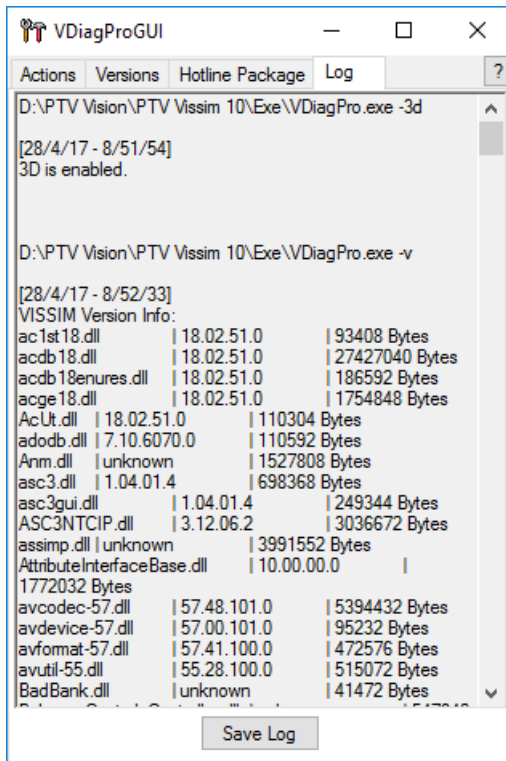 VDiagProGUI
Actions Versions Hotline Package Log ?
D:\PTV Vision\PTV Vissim 10\Exe\VDiagPro.exe -3d
[28/4/17 - 8/51/54]
3D is enabled.
D:\PTV Vision\PTV Vissim 10\Exe\VDiagPro.exe -v
[28/4/17 - 8/52/33]
VISSIM Version Info:
ac1st18.dll | 18.02.51.0 | 93408 Bytes
acdb18.dll | 18.02.51.0 | 27427040 Bytes
acdb18enures.dll | 18.02.51.0 | 186592 Bytes
acge18.dll | 18.02.51.0 | 1754848 Bytes
AcUt.dll | 18.02.51.0 | 110304 Bytes
adodb.dll | 7.10.6070.0 | 110592 Bytes
Anm.dll | unknown | 1527808 Bytes
asc3.dll | 1.04.01.4 | 698368 Bytes
asc3gui.dll | 1.04.01.4 | 249344 Bytes
ASC3NTCIP.dll | 3.12.06.2 | 3036672 Bytes
assimp.dll | unknown | 3991552 Bytes
AttributeInterfaceBase.dll | 10.00.00.0 |
1772032 Bytes
avcodec-57.dll | 57.48.101.0 | 5394432 Bytes
avdevice-57.dll | 57.00.101.0 | 95232 Bytes
avformat-57.dll | 57.41.100.0 | 472576 Bytes
avutil-55.dll | 55.28.100.0 | 515072 Bytes
BadBank.dll | unknown | 41472 Bytes
Save Log